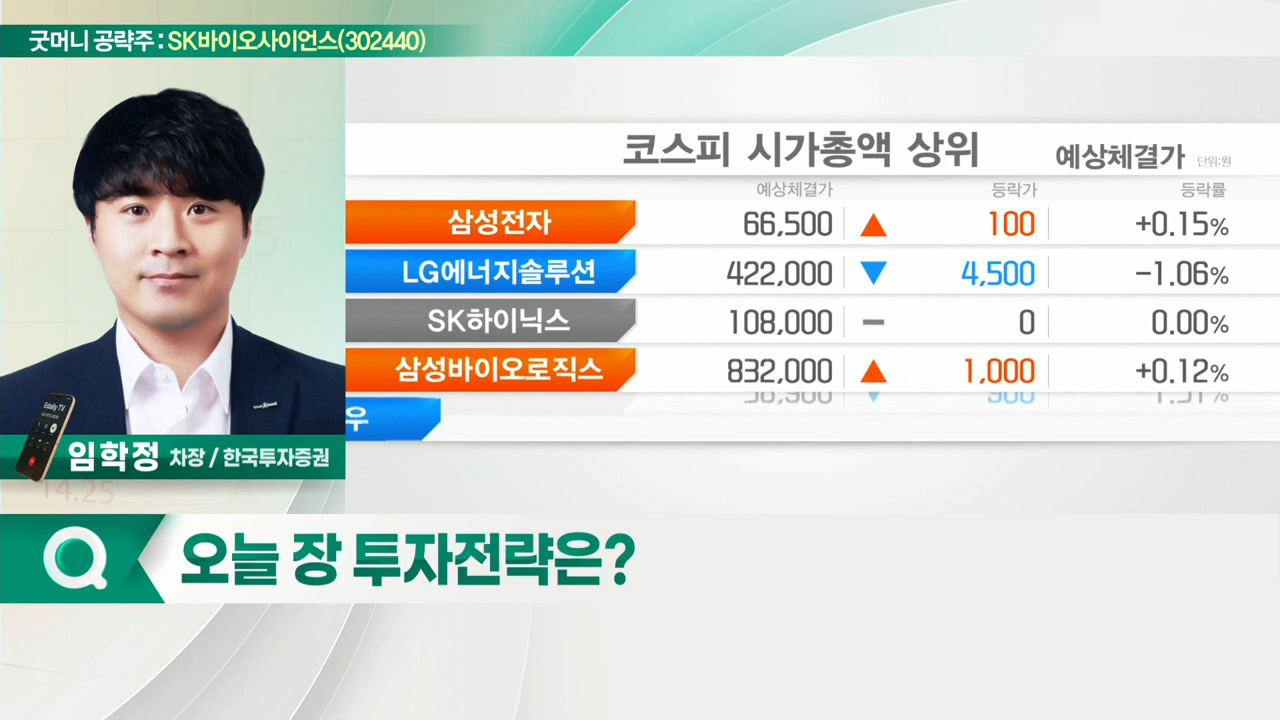 굿머니 공략주 : SK바이오사이언스(302440)
코스피 시가총액 상위 예상체결가 단위:원
예상체결가 등락가 등락률
삼성전자 66,500 ▲ 100 +0.15%
LG에너지솔루션 422,000 ▼ 4,500 -1.06%
SK하이닉스 108,000 - 0 0.00%
삼성바이오로직스 832,000 ▲ 1,000 +0.12%
우
Edaily TV
임학정 차장 / 한국투자증권
14.25
오늘 장 투자전략은?